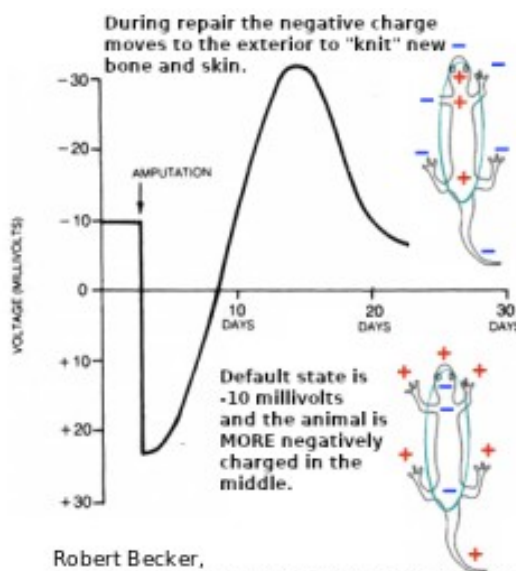 During repair the negative charge
moves to the exterior to "knit" new
bone and skin.
-30
-20
AMPUTATION
-10
VOLTAGE (MILLIVOLTS)
0
10
DAYS
20
DAYS
30
DAYS
+10
Default state is
-10 millivolts
and the animal is
MORE negatively
charged in the
middle.
+20
+30
Robert Becker,